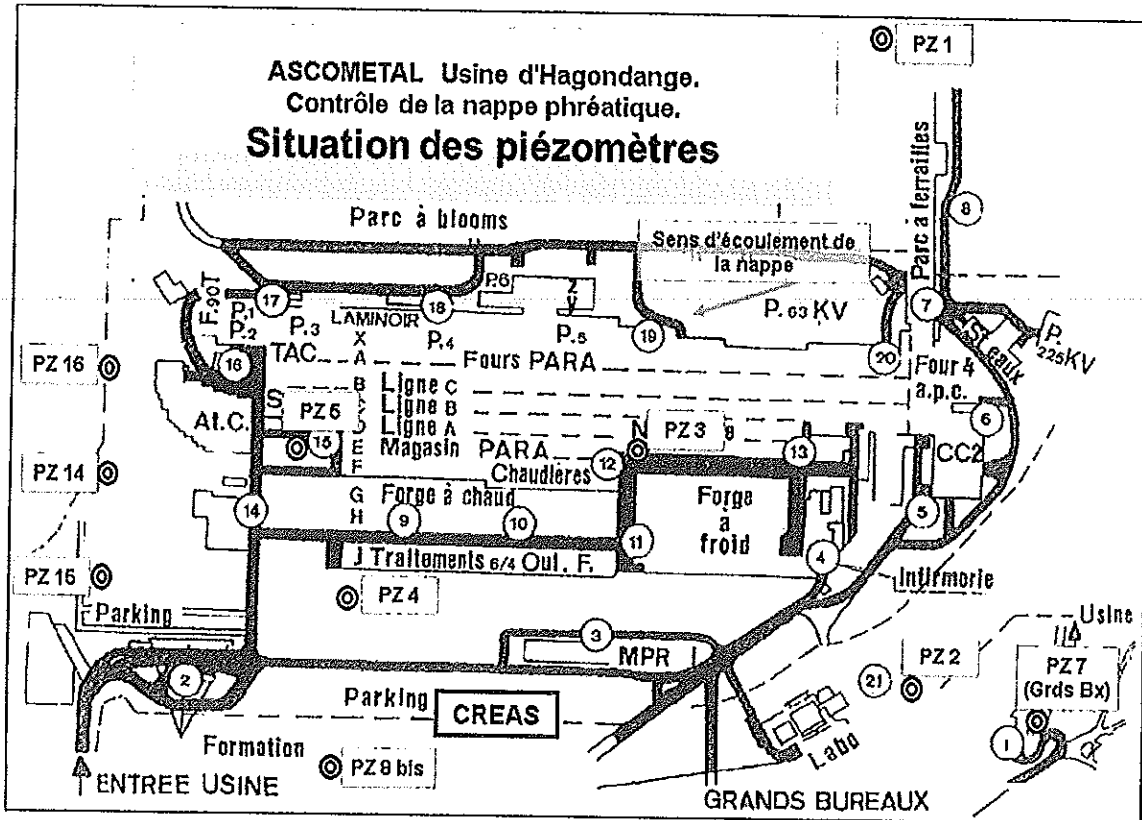 PZ 1
ASCOMETAL Usine d'Hagondange.
Contrôle de la nappe phréatique.
Situation des piézomètres
Parc à ferrailles
8
Parc à blooms
Sens d'écoulement de
la nappe
P.6
ZV
F.90T
17
P.1
P.2
P.3
18
LAMINOIR
P.4
P.5
19
P. 63 KV
7
20
St. eaux
P. 225KV
PZ 16
16
TAC
X
A
Fours PARA
Four 4
a.p.c.
At.C.
S
PZ 5
B
Ligne C
Ligne B
D
Ligne A
6
15
E
Magasin PARA
N
PZ 3
13
CC2
PZ 14
F
Chaudières
12
14
G
H
Forge à chaud
9
10
11
Forge
à
froid
5
4
J Traitements 6/4 Out. F.
PZ 15
Infirmerie
Parking
PZ 4
3
MPR
2
Parking
CREAS
21
PZ 2
Usine
PZ 7
(Grds Bx)
1
Labo
Formation
PZ 8 bis
ENTREE USINE
GRANDS BUREAUX